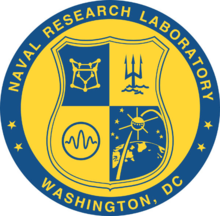 NAVAL RESEARCH LABORATORY
WASHINGTON, DC